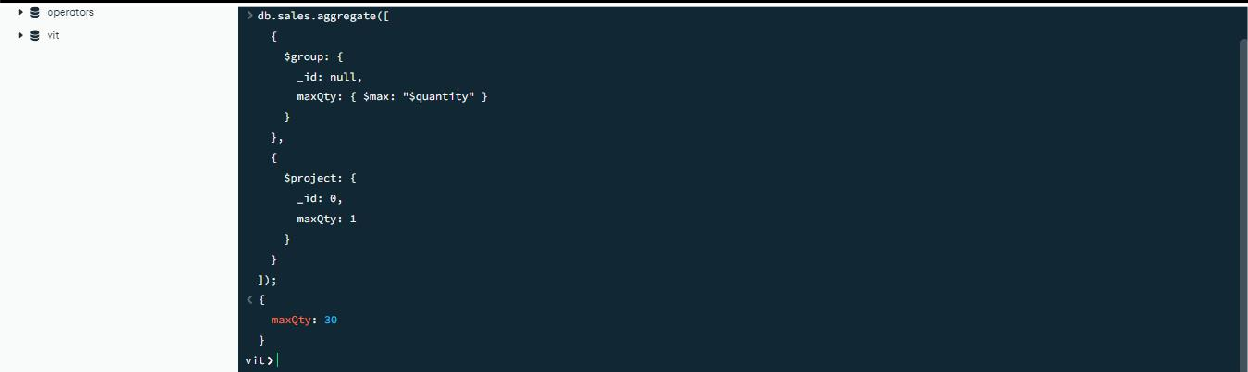 operators
vit
> db.sales.aggregate([
{
$group: {
_id: null,
maxQty: { $max: "$quantity" }
}
},
{
$project: {
_id: 0,
maxQty: 1
}
}
]);
< {
maxQty: 30
}
vit>